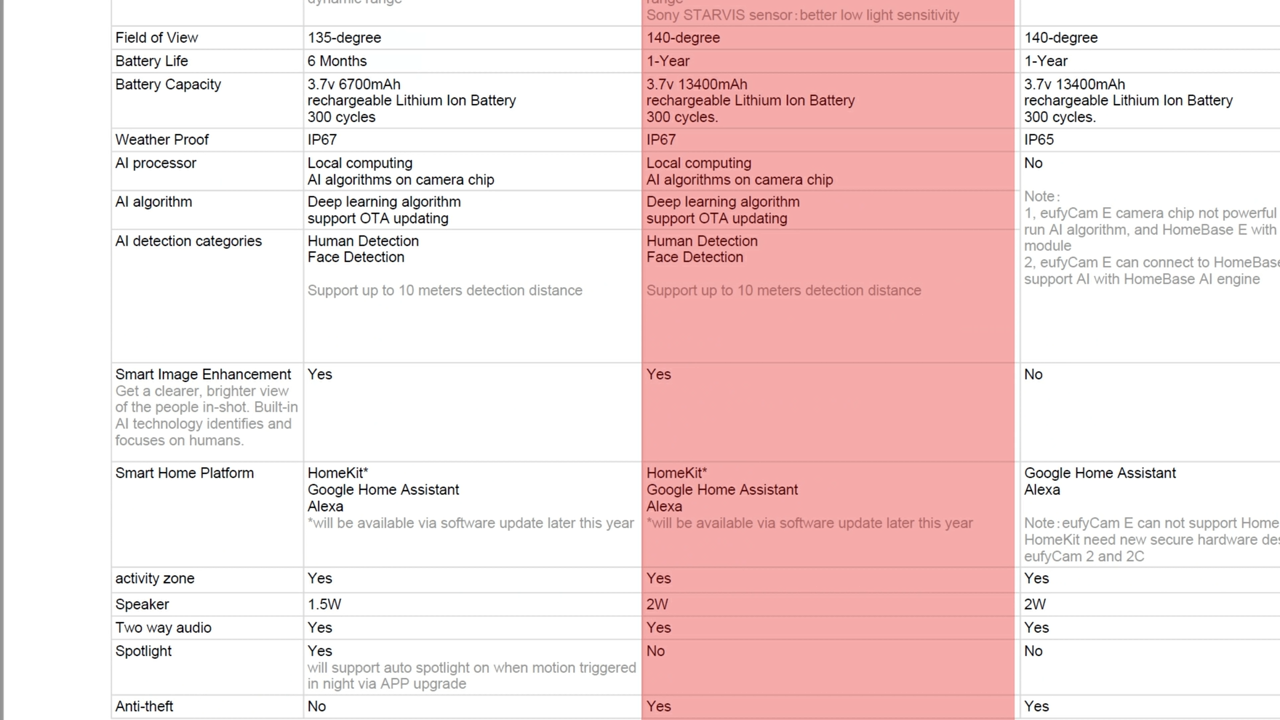 dynamic range
range
Sony STARVIS sensor：better low light sensitivity
Field of View
135-degree
140-degree
140-degree
Battery Life
6 Months
1-Year
1-Year
Battery Capacity
3.7v 6700mAh
rechargeable Lithium Ion Battery
300 cycles
3.7v 13400mAh
rechargeable Lithium Ion Battery
300 cycles.
3.7v 13400mAh
rechargeable Lithium Ion Battery
300 cycles.
Weather Proof
IP67
IP67
IP65
AI processor
Local computing
AI algorithms on camera chip
Local computing
AI algorithms on camera chip
No
Note：
1, eufyCam E camera chip not powerful
run AI algorithm, and HomeBase E with
module
2, eufyCam E can connect to HomeBase
support AI with HomeBase AI engine
AI algorithm
Deep learning algorithm
support OTA updating
Deep learning algorithm
support OTA updating
AI detection categories
Human Detection
Face Detection
Support up to 10 meters detection distance
Human Detection
Face Detection
Support up to 10 meters detection distance
Smart Image Enhancement
Get a clearer, brighter view
of the people in-shot. Built-in
AI technology identifies and
focuses on humans.
Yes
Yes
No
Smart Home Platform
HomeKit*
Google Home Assistant
Alexa
*will be available via software update later this year
HomeKit*
Google Home Assistant
Alexa
*will be available via software update later this year
Google Home Assistant
Alexa
Note：eufyCam E can not support Home
HomeKit need new secure hardware des
eufyCam 2 and 2C
activity zone
Yes
Yes
Yes
Speaker
1.5W
2W
2W
Two way audio
Yes
Yes
Yes
Spotlight
Yes
will support auto spotlight on when motion triggered
in night via APP upgrade
No
No
Anti-theft
No
Yes
Yes